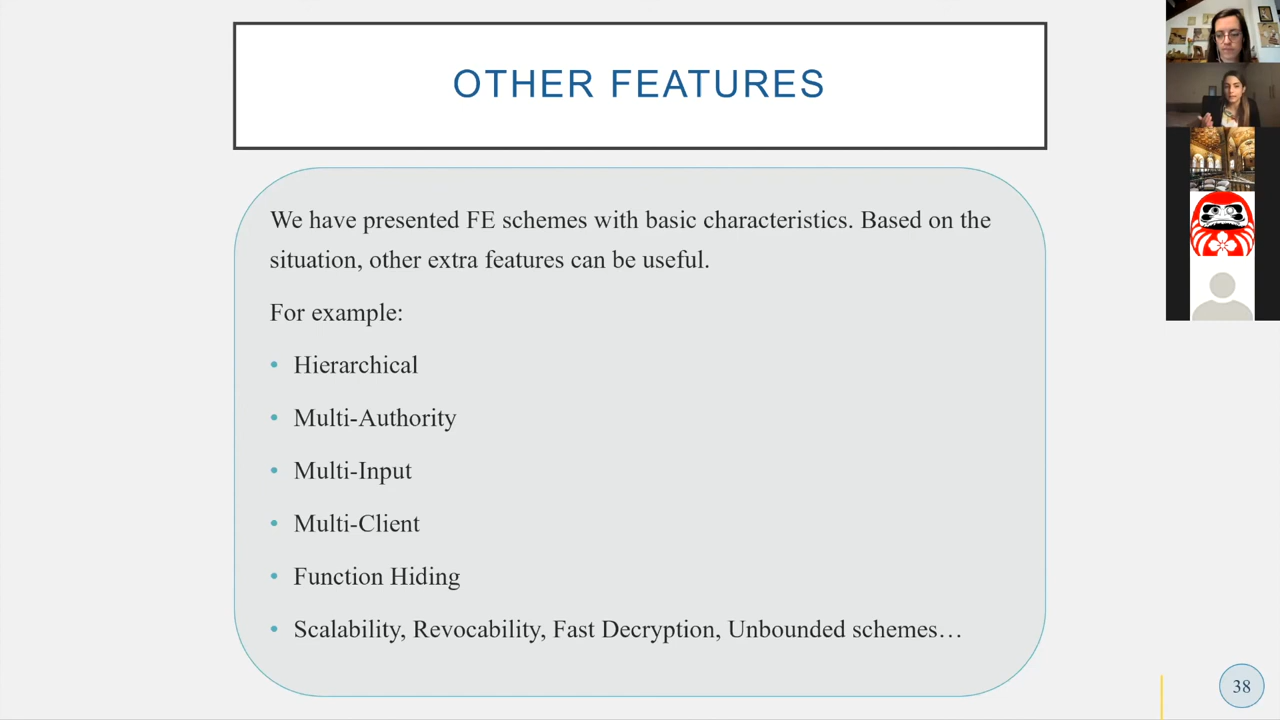 OTHER FEATURES
We have presented FE schemes with basic characteristics. Based on the
situation, other extra features can be useful.
For example:
• Hierarchical
• Multi-Authority
• Multi-Input
• Multi-Client
• Function Hiding
• Scalability, Revocability, Fast Decryption, Unbounded schemes…
38